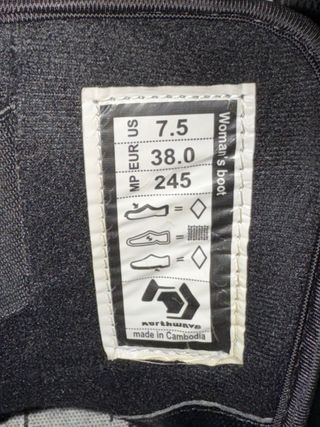 US 7.5
EUR 38.0
MP 245
Woman's boot
=
=
=
northwave
made in Cambodia